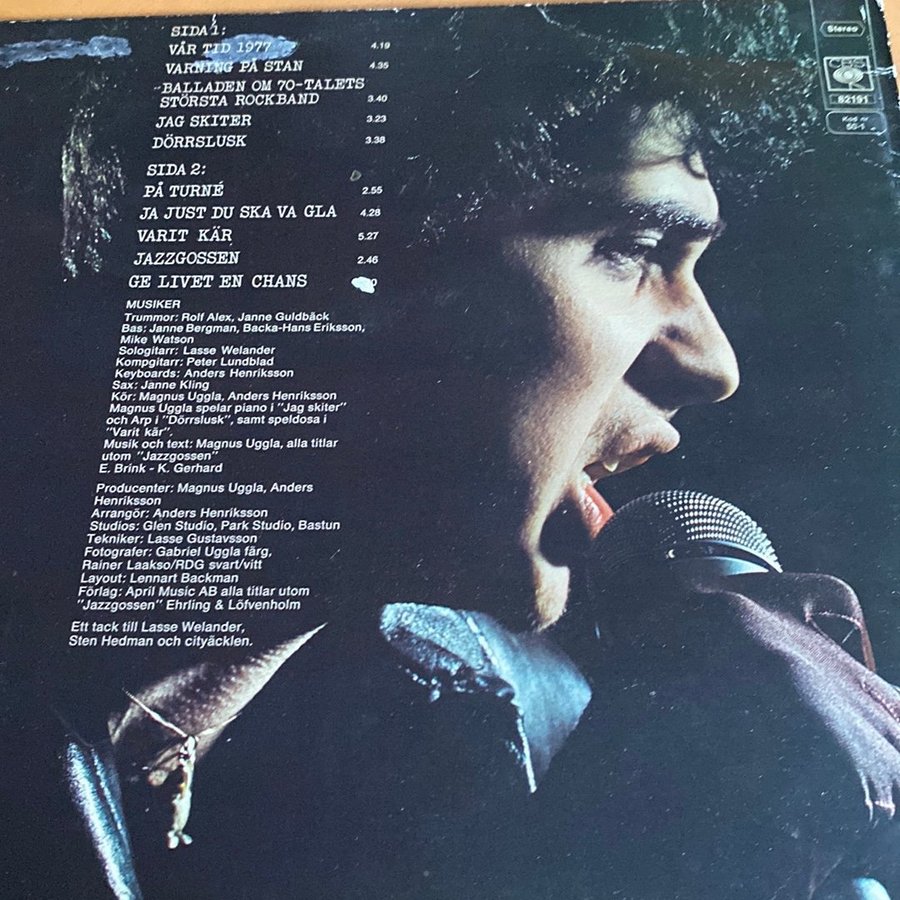 SIDA 1:
VÅR TID 1977 4.19
VARNING PÅ STAN 4.35
BALLADEN OM 70-TALETS
STÖRSTA ROCKBAND 3.40
JAG SKITER 3.23
DÖRRSLUSK 3.38
SIDA 2:
PÅ TURNÉ 2.55
JA JUST DU SKA VA GLA 4.28
VARIT KÄR 5.27
JAZZGOSSEN 2.46
GE LIVET EN CHANS
MUSIKER
Trummor: Rolf Alex, Janne Guldbäck
Bas: Janne Bergman, Backa-Hans Eriksson,
Mike Watson
Sologitarr: Lasse Welander
Kompgitarr: Peter Lundblad
Keyboards: Anders Henriksson
Sax: Janne Kling
Kör: Magnus Uggla, Anders Henriksson
Magnus Uggla spelar piano i "Jag skiter"
och Arp i "Dörrslusk", samt speldosa i
"Varit kär".
Musik och text: Magnus Uggla, alla titlar
utom "Jazzgossen"
E. Brink - K. Gerhard
Producenter: Magnus Uggla, Anders
Henriksson
Arrangör: Anders Henriksson
Studios: Glen Studio, Park Studio, Bastun
Tekniker: Lasse Gustavsson
Fotografer: Gabriel Uggla färg,
Rainer Laakso/RDG svart/vitt
Layout: Lennart Backman
Förlag: April Music AB alla titlar utom
"Jazzgossen" Ehrling & Löfvenholm
Ett tack till Lasse Welander,
Sten Hedman och cityäcklen.
Stereo
CBS
82191
Kod nr
50-1